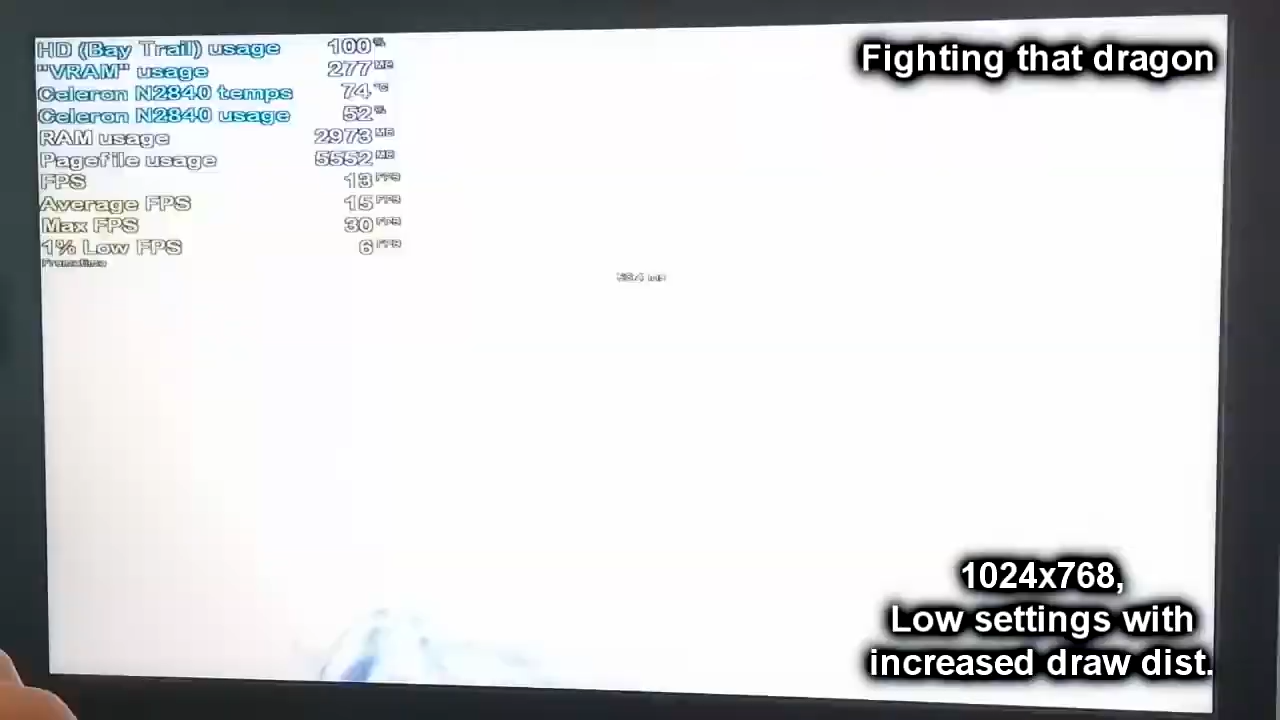 HD (Bay Trail) usage 100%
"VRAM" usage 277 MB
Celeron N2840 temps 74 °C
Celeron N2840 usage 52 %
RAM usage 2973 MB
Pagefile usage 5552 MB
FPS 13 FPS
Average FPS 15 FPS
Max FPS 30 FPS
1% Low FPS 6 FPS
Frametime
Fighting that dragon
1024x768,
Low settings with
increased draw dist.